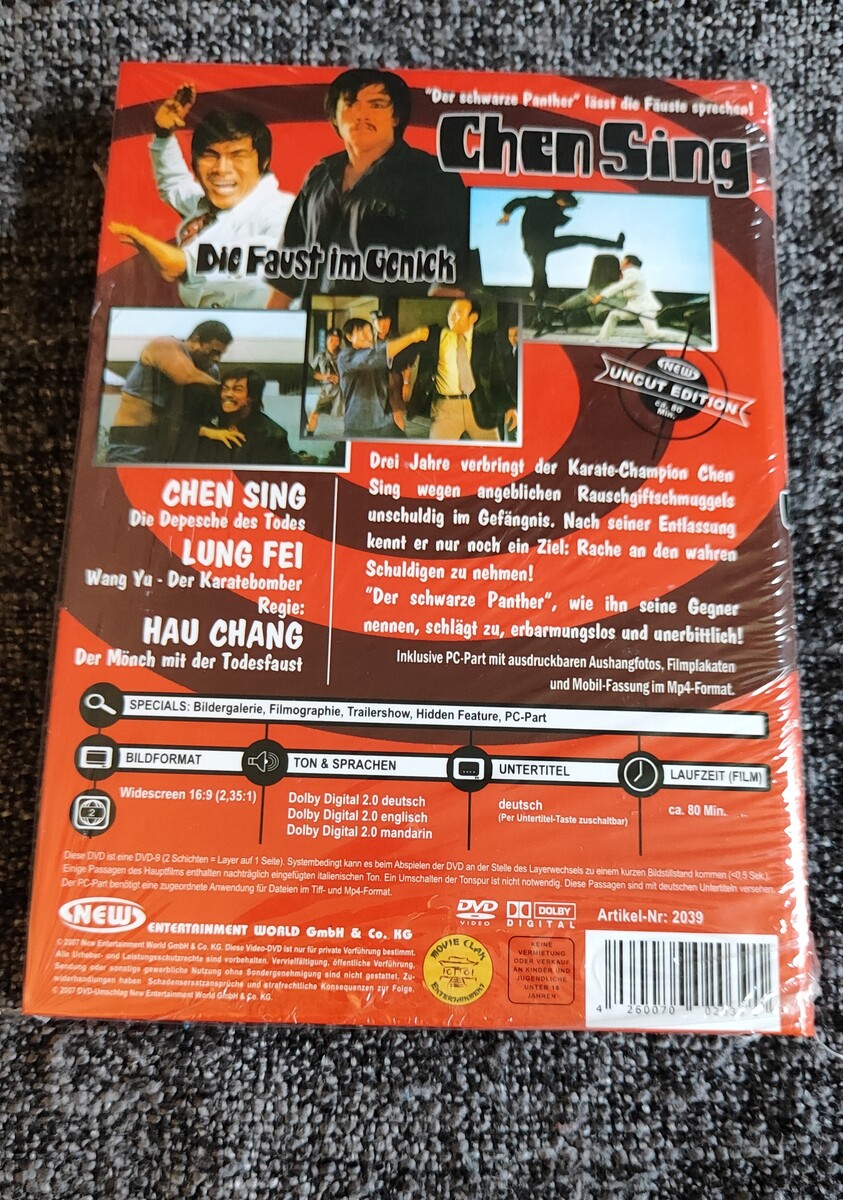 "Der schwarze Panther" lässt die Fäuste sprechen!
Chen Sing
Die Faust im Genick
NEW
UNCUT EDITION
ca. 80
Min.
CHEN SING
Die Depesche des Todes
LUNG FEI
Wang Yu - Der Karatebomber
Regie:
HAU CHANG
Der Mönch mit der Todesfaust
Drei Jahre verbringt der Karate-Champion Chen
Sing wegen angeblichen Rauschgiftschmuggels
unschuldig im Gefängnis. Nach seiner Entlassung
kennt er nur noch ein Ziel: Rache an den wahren
Schuldigen zu nehmen!
"Der schwarze Panther", wie ihn seine Gegner
nennen, schlägt zu, erbarmungslos und unerbittlich!
Inklusive PC-Part mit ausdruckbaren Aushangfotos, Filmplakaten
und Mobil-Fassung im Mp4-Format.
SPECIALS: Bildergalerie, Filmographie, Trailershow, Hidden Feature, PC-Part
BILDFORMAT
TON & SPRACHEN
UNTERTITEL
LAUFZEIT (FILM)
2
Widescreen 16:9 (2,35:1)
Dolby Digital 2.0 deutsch
Dolby Digital 2.0 englisch
Dolby Digital 2.0 mandarin
deutsch
(Per Untertitel-Taste zuschaltbar)
ca. 80 Min.
Diese DVD ist eine DVD-9 (2 Schichten = Layer auf 1 Seite). Systembedingt kann es beim Abspielen der DVD an der Stelle des Layerwechsels zu einem kurzen Bildstillstand kommen (<0,5 Sek.)
Einige Passagen des Hauptfilms enthalten nachträglich eingefügten italienischen Ton. Ein Umschalten der Tonspur ist nicht notwendig. Diese Passagen sind mit deutschen Untertiteln versehen.
Der PC-Part benötigt eine zugeordnete Anwendung für Dateien im Tiff- und Mp4-Format.
NEW
ENTERTAINMENT WORLD GmbH & Co. KG
DVD
VIDEO
DOLBY
DIGITAL
Artikel-Nr: 2039
© 2007 New Entertainment World GmbH & Co. KG. Diese Video-DVD ist nur für private Vorführung bestimmt.
Alle Urheber- und Leistungsschutzrechte sind vorbehalten. Vervielfältigung, öffentliche Vorführung,
Sendung oder sonstige gewerbliche Nutzung ohne Sondergenehmigung sind nicht gestattet. Zu-
widerhandlungen haben Schadensersatzansprüche und strafrechtliche Konsequenzen zur Folge.
© 2007 DVD-Umschlag New Entertainment World GmbH & Co. KG.
MOVIE CLAN
ENTERTAINMENT
KEINE
VERMIETUNG
ODER VERKAUF
AN KINDER UND
JUGENDLICHE
UNTER 18
JAHREN
4 260070